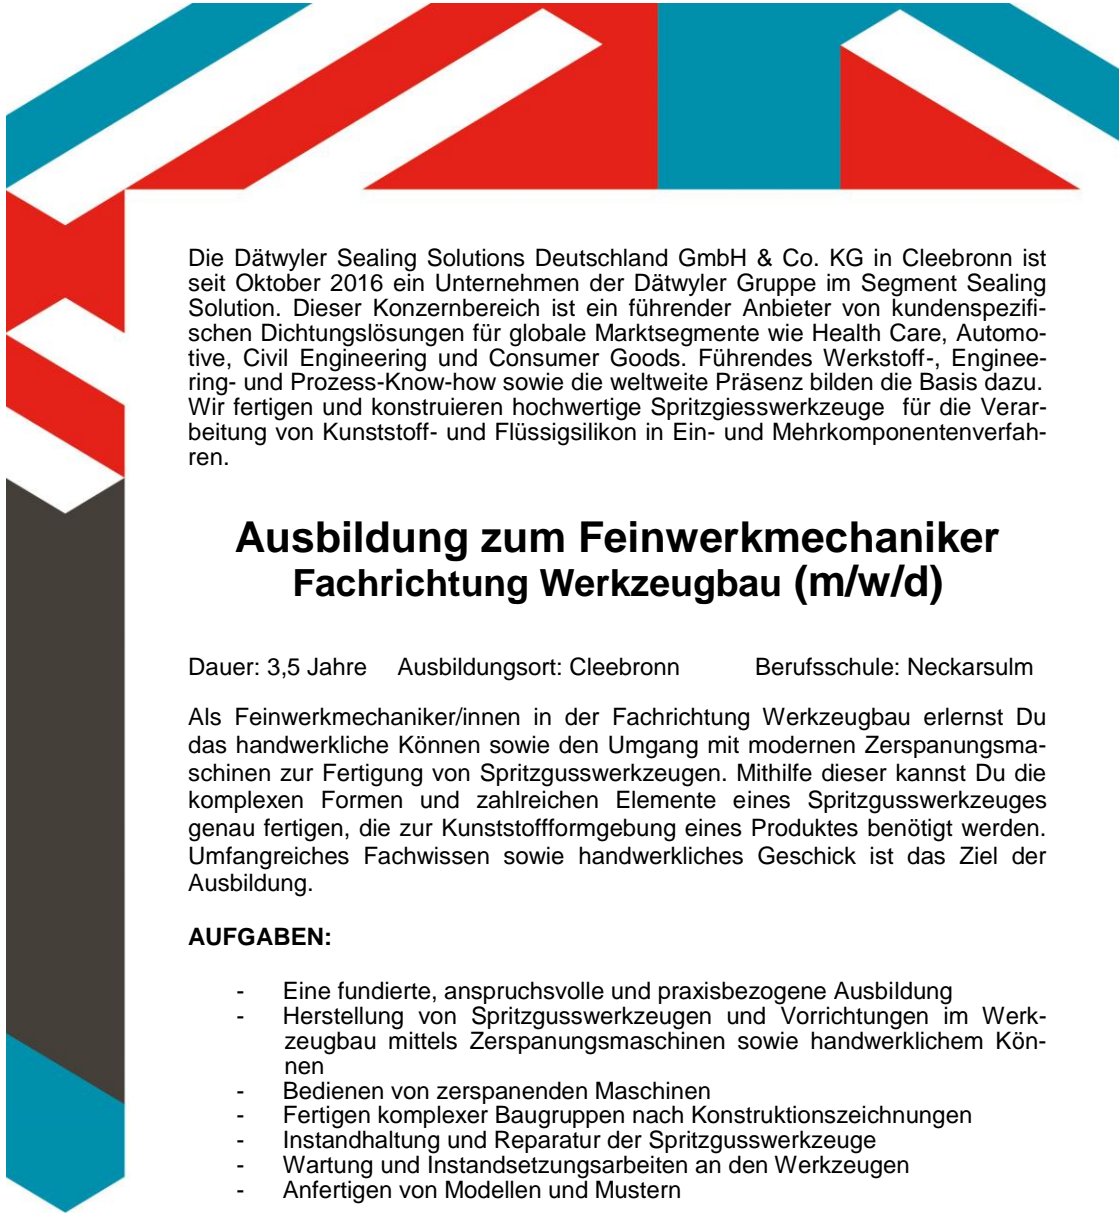 Die Dätwyler Sealing Solutions Deutschland GmbH & Co. KG in Cleebronn ist
seit Oktober 2016 ein Unternehmen der Dätwyler Gruppe im Segment Sealing
Solution. Dieser Konzernbereich ist ein führender Anbieter von kundenspezifi-
schen Dichtungslösungen für globale Marktsegmente wie Health Care, Automo-
tive, Civil Engineering und Consumer Goods. Führendes Werkstoff-, Enginee-
ring- und Prozess-Know-how sowie die weltweite Präsenz bilden die Basis dazu.
Wir fertigen und konstruieren hochwertige Spritzgiesswerkzeuge für die Verar-
beitung von Kunststoff- und Flüssigsilikon in Ein- und Mehrkomponentenverfah-
ren.
Ausbildung zum Feinwerkmechaniker
Fachrichtung Werkzeugbau (m/w/d)
Dauer: 3,5 Jahre Ausbildungsort: Cleebronn Berufsschule: Neckarsulm
Als Feinwerkmechaniker/innen in der Fachrichtung Werkzeugbau erlernst Du
das handwerkliche Können sowie den Umgang mit modernen Zerspanungsma-
schinen zur Fertigung von Spritzgusswerkzeugen. Mithilfe dieser kannst Du die
komplexen Formen und zahlreichen Elemente eines Spritzgusswerkzeuges
genau fertigen, die zur Kunststoffformgebung eines Produktes benötigt werden.
Umfangreiches Fachwissen sowie handwerkliches Geschick ist das Ziel der
Ausbildung.
AUFGABEN:
- Eine fundierte, anspruchsvolle und praxisbezogene Ausbildung
- Herstellung von Spritzgusswerkzeugen und Vorrichtungen im Werk-
zeugbau mittels Zerspanungsmaschinen sowie handwerklichem Kön-
nen
- Bedienen von zerspanenden Maschinen
- Fertigen komplexer Baugruppen nach Konstruktionszeichnungen
- Instandhaltung und Reparatur der Spritzgusswerkzeuge
- Wartung und Instandsetzungsarbeiten an den Werkzeugen
- Anfertigen von Modellen und Mustern